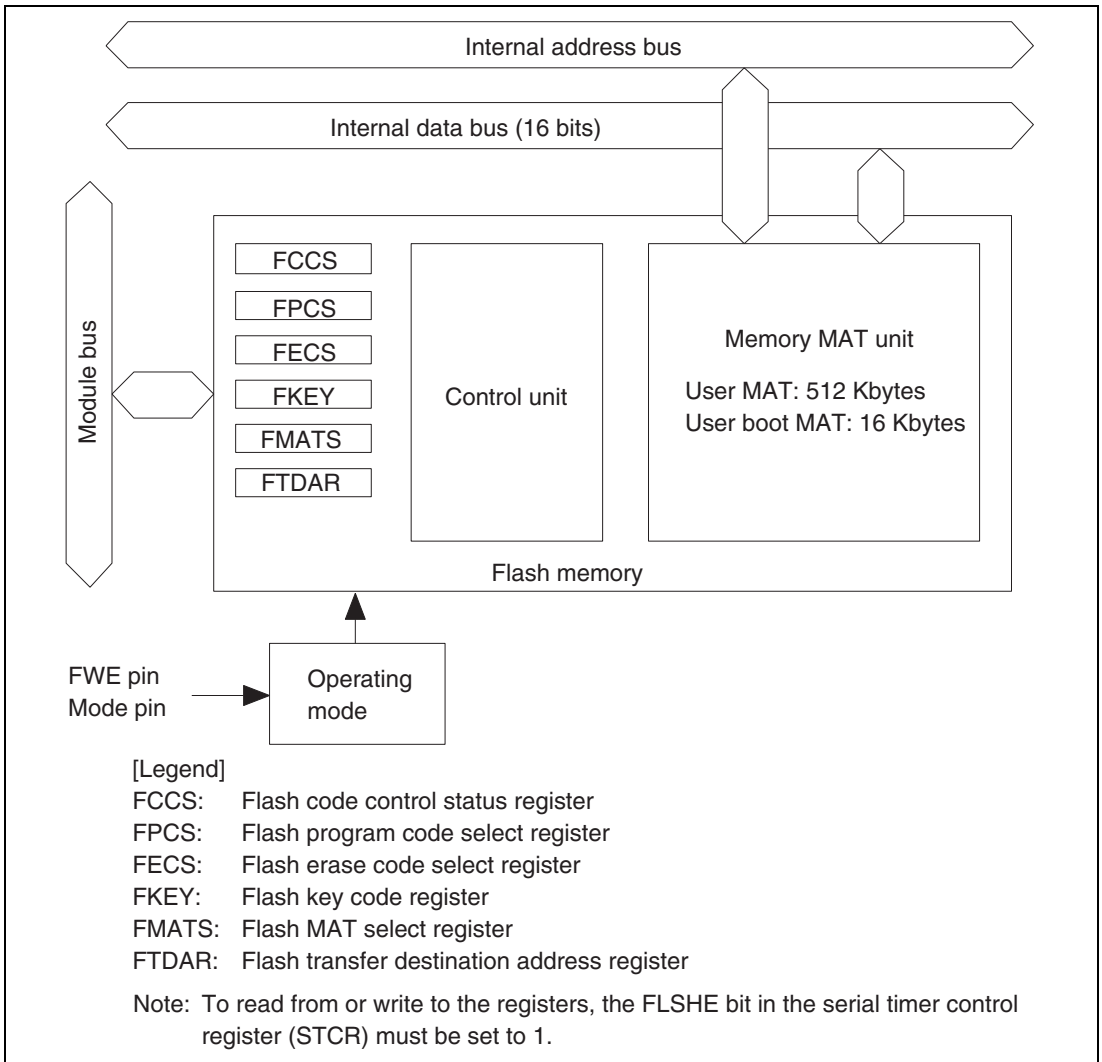 Internal address bus
Internal data bus (16 bits)
Module bus
FCCS
FPCS
FECS
FKEY
FMATS
FTDAR
Control unit
Memory MAT unit
User MAT: 512 Kbytes
User boot MAT: 16 Kbytes
Flash memory
FWE pin
Mode pin
Operating
mode
[Legend]
FCCS: Flash code control status register
FPCS: Flash program code select register
FECS: Flash erase code select register
FKEY: Flash key code register
FMATS: Flash MAT select register
FTDAR: Flash transfer destination address register
Note: To read from or write to the registers, the FLSHE bit in the serial timer control
register (STCR) must be set to 1.